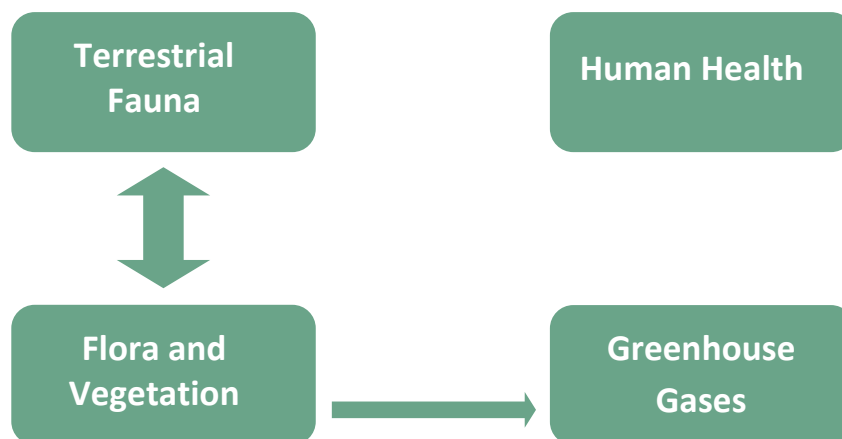 Terrestrial
Fauna
Human Health
Flora and
Vegetation
Greenhouse
Gases